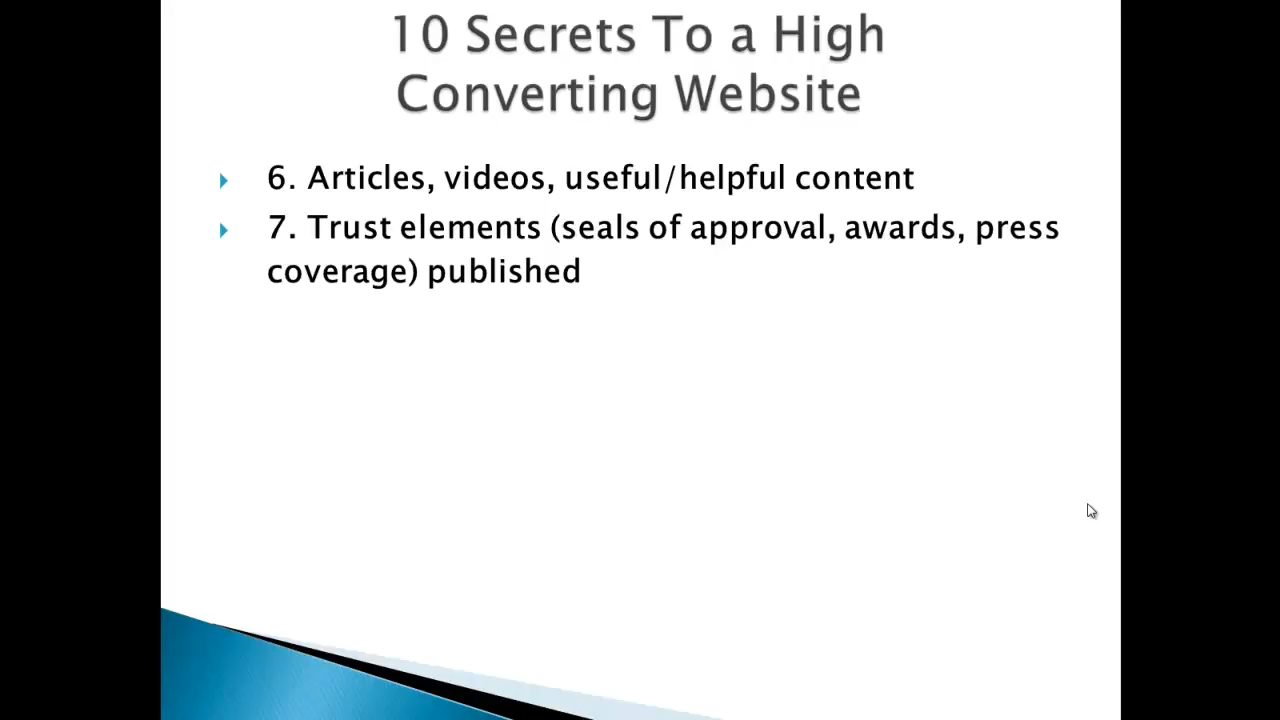 10 Secrets To a High
Converting Website
6. Articles, videos, useful/helpful content
7. Trust elements (seals of approval, awards, press
coverage) published